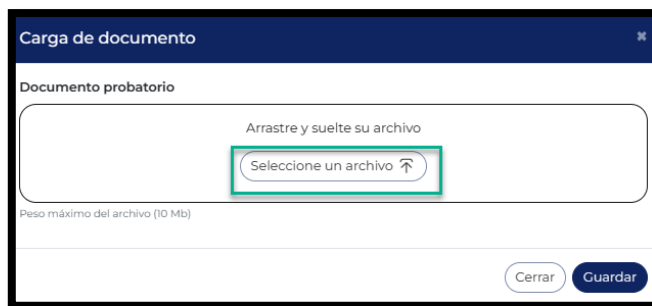 Carga de documento
Documento probatorio
Arrastre y suelte su archivo
Seleccione un archivo
Peso máximo del archivo (10 Mb)
Cerrar Guardar